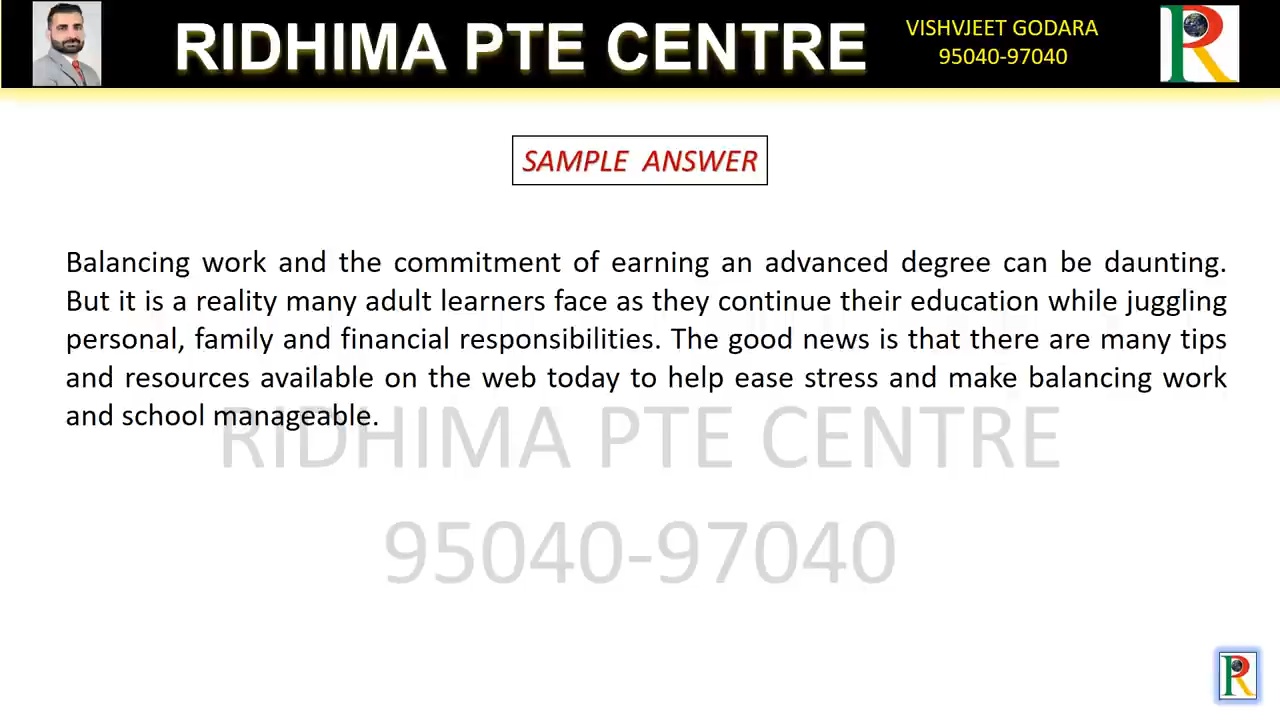 RIDHIMA PTE CENTRE
VISHVJEET GODARA
95040-97040
SAMPLE ANSWER
Balancing work and the commitment of earning an advanced degree can be daunting.
But it is a reality many adult learners face as they continue their education while juggling
personal, family and financial responsibilities. The good news is that there are many tips
and resources available on the web today to help ease stress and make balancing work
and school manageable.
RIDHIMA PTE CENTRE
95040-97040